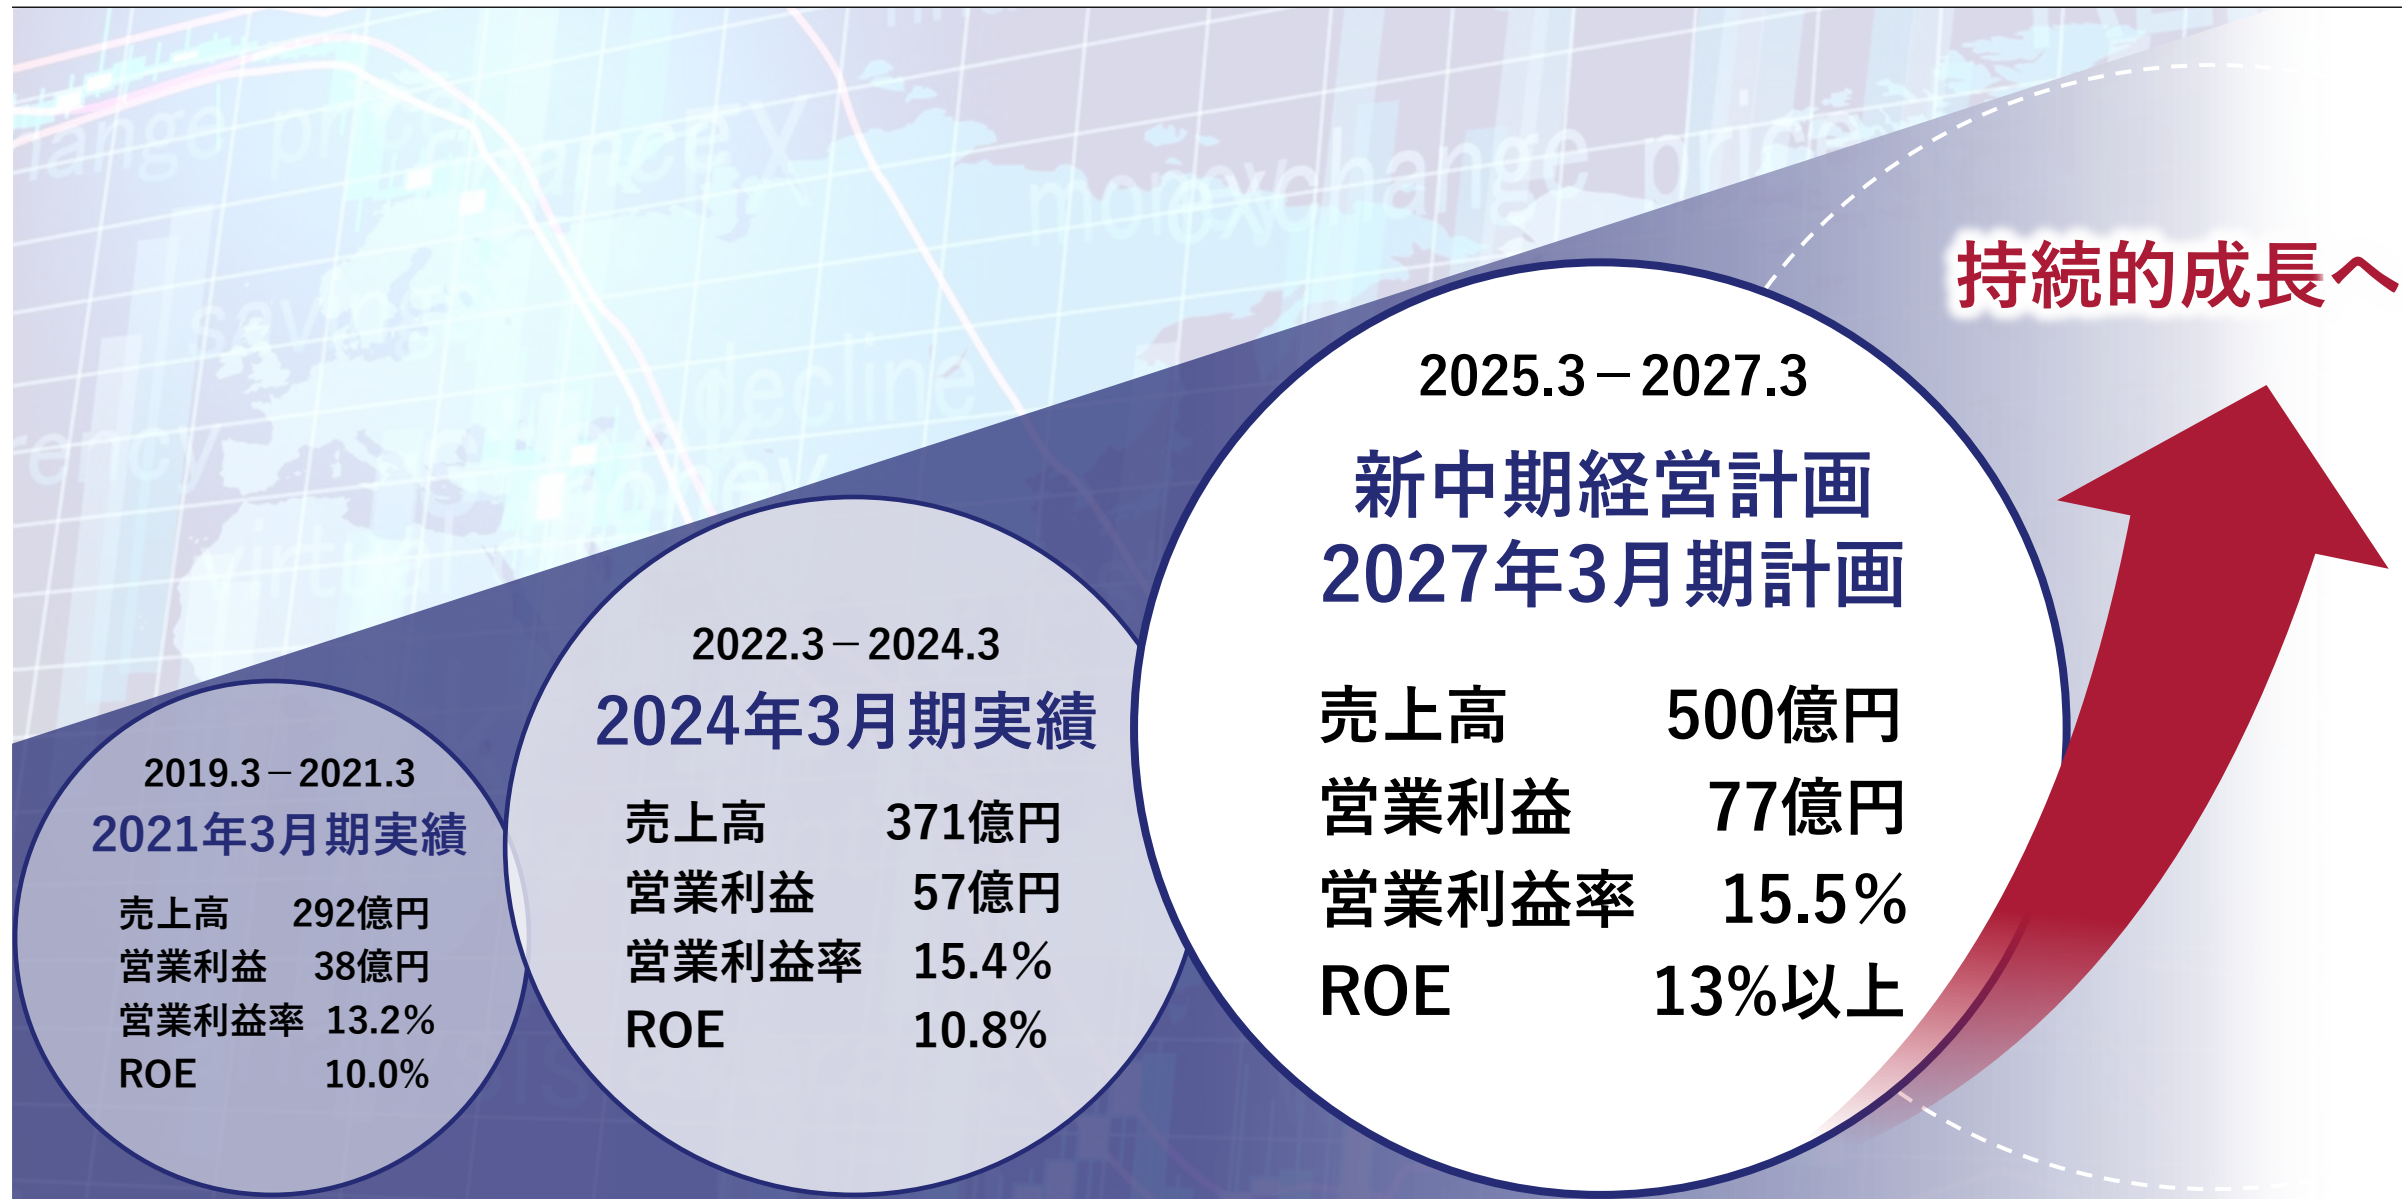 持続的成長へ
2019.3－2021.3
2021年3月期実績
売上高 292億円
営業利益 38億円
営業利益率 13.2%
ROE 10.0%
2022.3－2024.3
2024年3月期実績
売上高 371億円
営業利益 57億円
営業利益率 15.4%
ROE 10.8%
2025.3－2027.3
新中期経営計画
2027年3月期計画
売上高 500億円
営業利益 77億円
営業利益率 15.5%
ROE 13%以上
exchange price
money
savings
decline
virtual